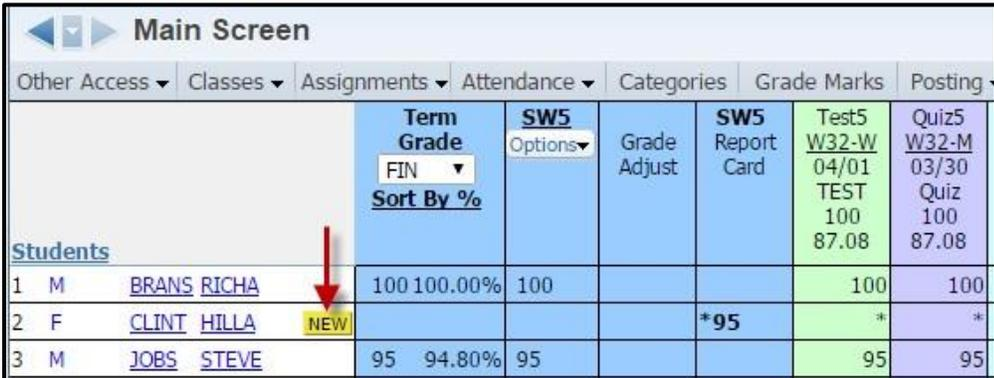 Main Screen
Other Access Classes Assignments Attendance Categories Grade Marks Posting
Students
Term
Grade
FIN
Sort By %
SW5
Options
Grade
Adjust
SW5
Report
Card
Test5
W32-W
04/01
TEST
100
87.08
Quiz5
W32-M
03/30
Quiz
100
87.08
1 M BRANS RICHA 100 100.00% 100 100 100
2 F CLINT HILLA NEW *95 * *
3 M JOBS STEVE 95 94.80% 95 95 95